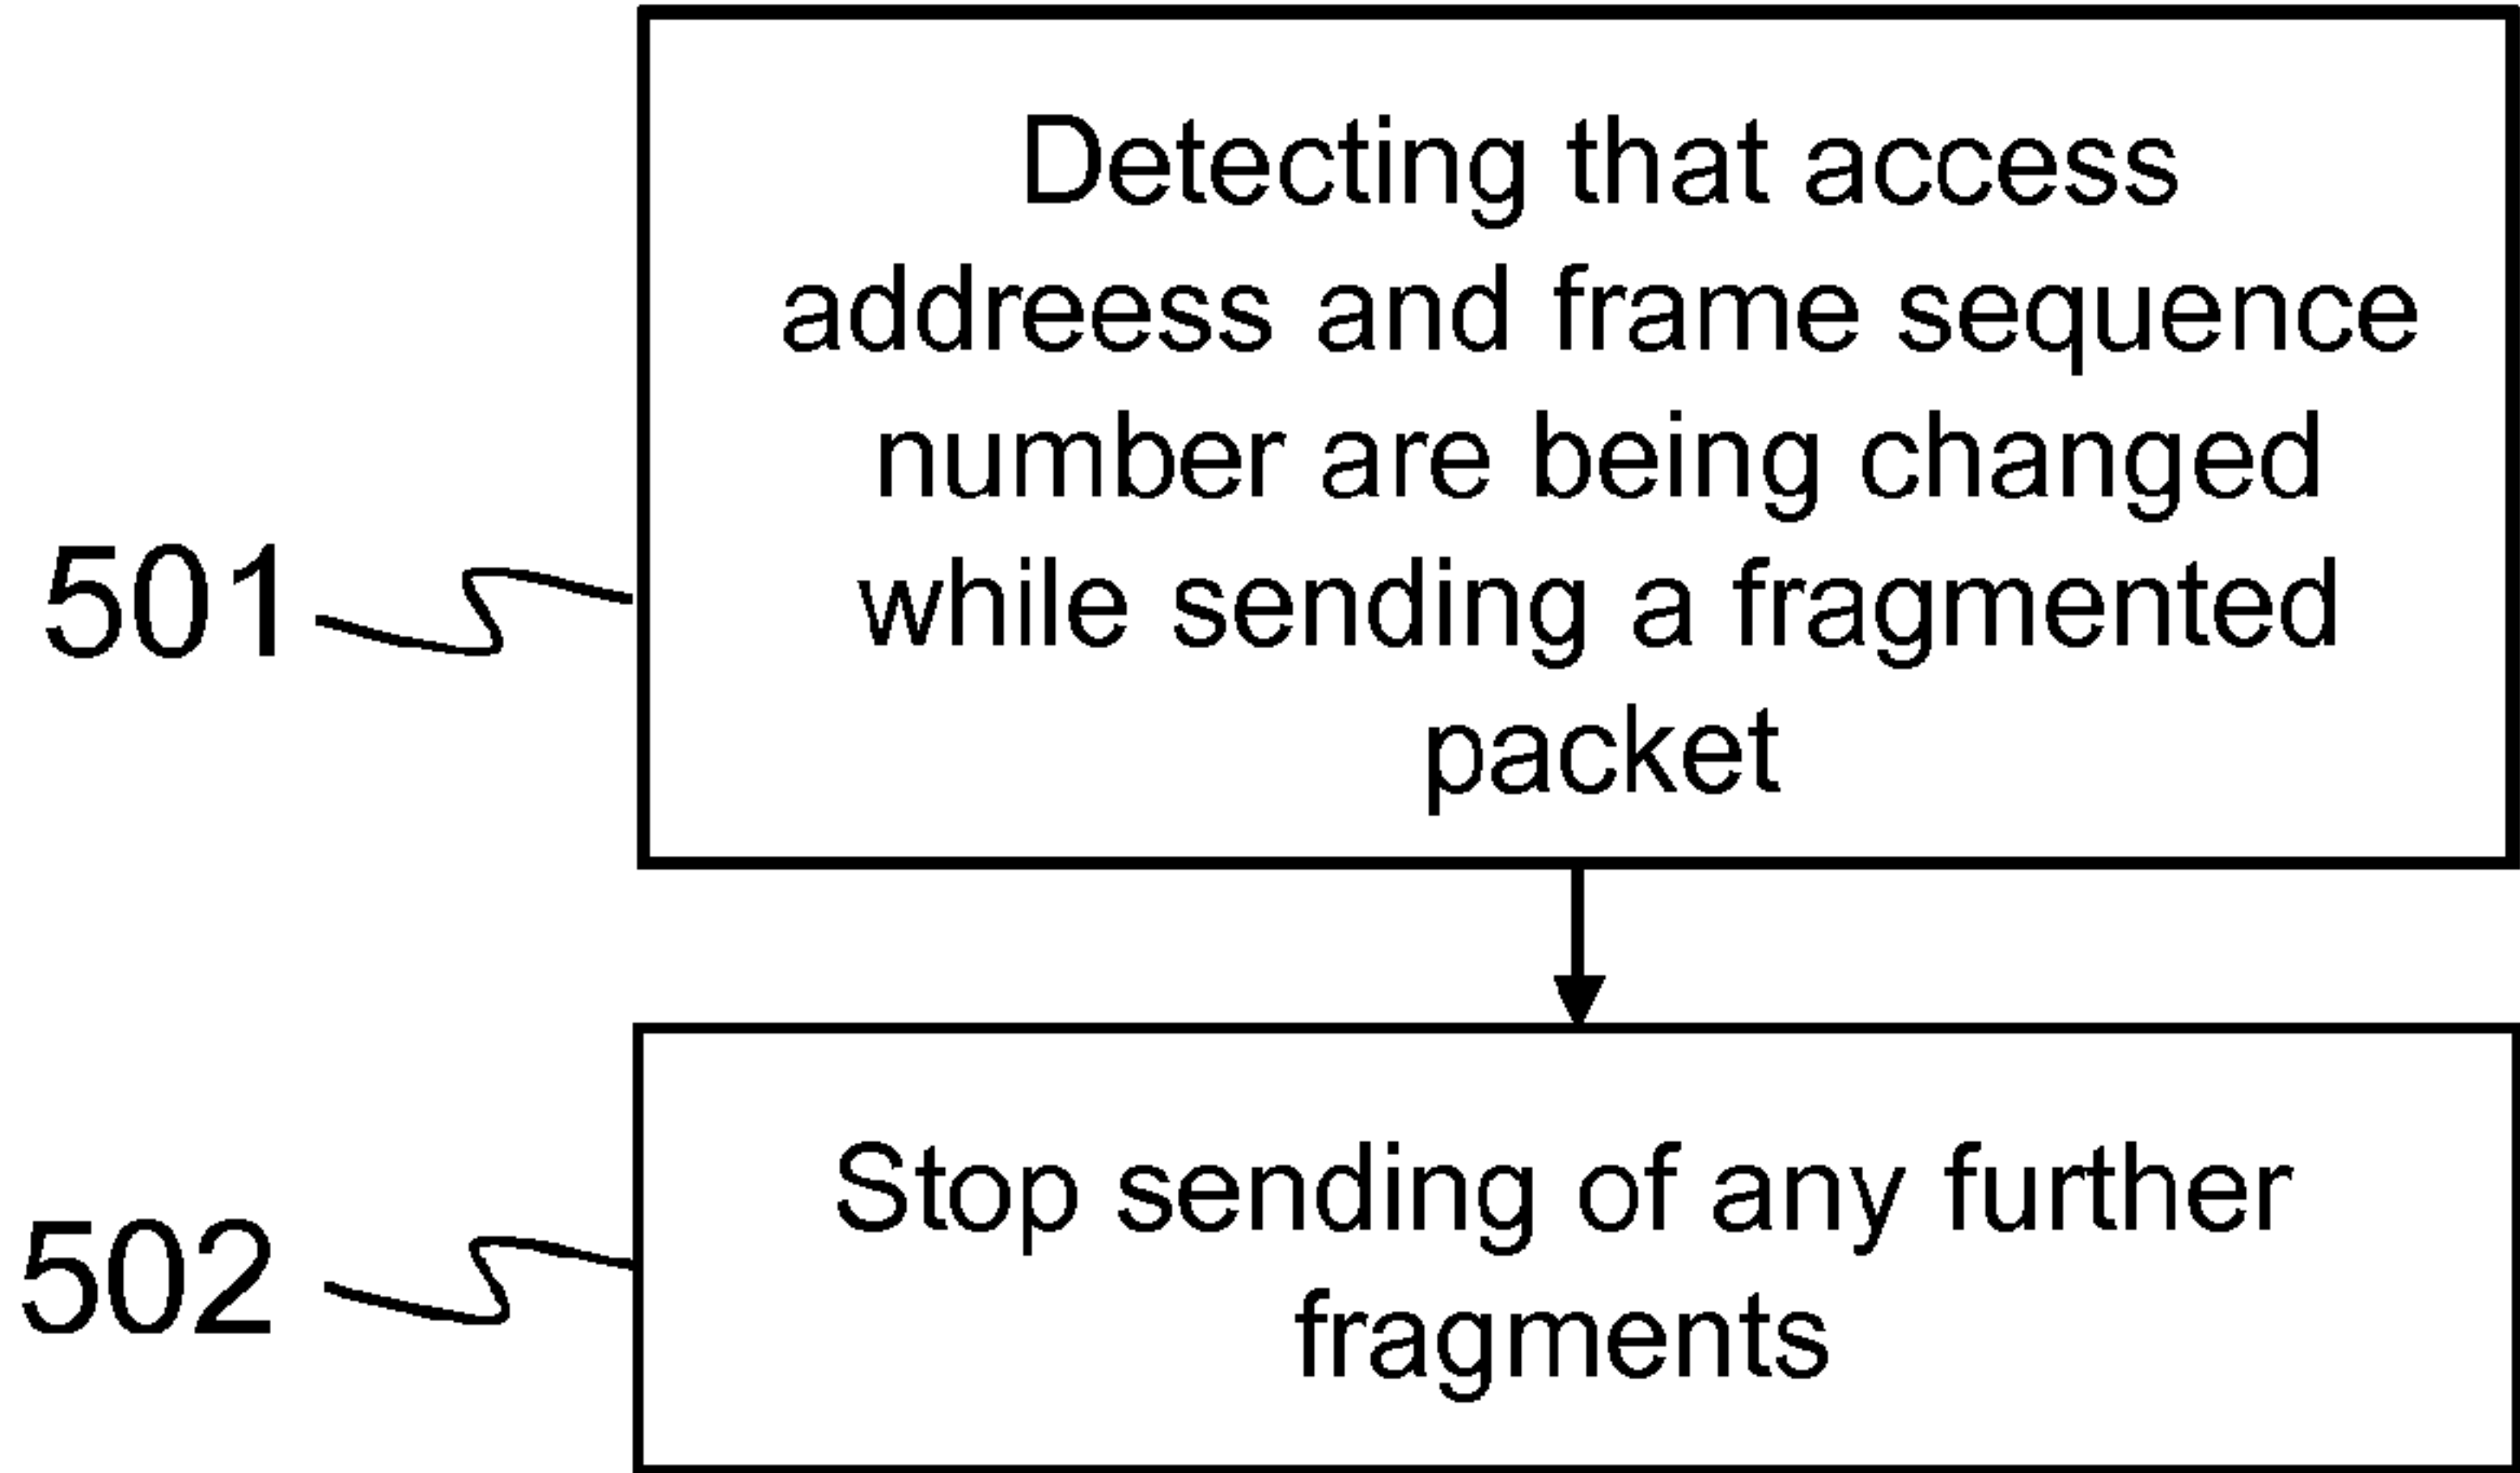 Detecting that access
addreess and frame sequence
number are being changed
while sending a fragmented
packet
501
Stop sending of any further
fragments
502